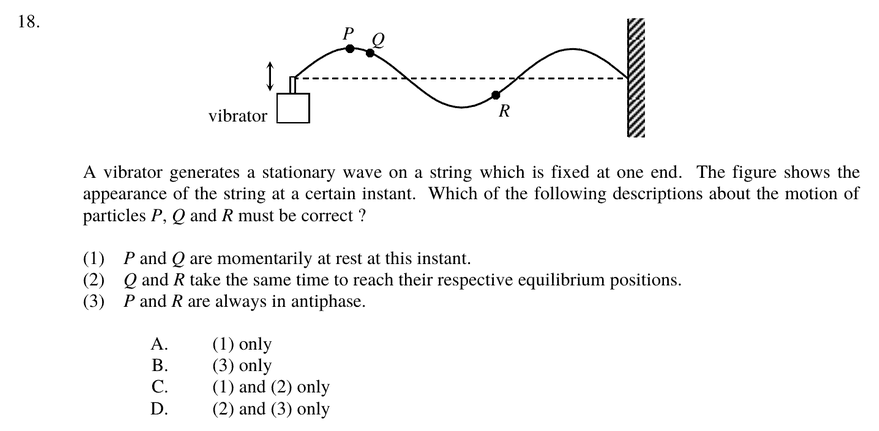 18.
P
Q
vibrator
R
A vibrator generates a stationary wave on a string which is fixed at one end. The figure shows the
appearance of the string at a certain instant. Which of the following descriptions about the motion of
particles P, Q and R must be correct ?
(1) P and Q are momentarily at rest at this instant.
(2) Q and R take the same time to reach their respective equilibrium positions.
(3) P and R are always in antiphase.
A. (1) only
B. (3) only
C. (1) and (2) only
D. (2) and (3) only